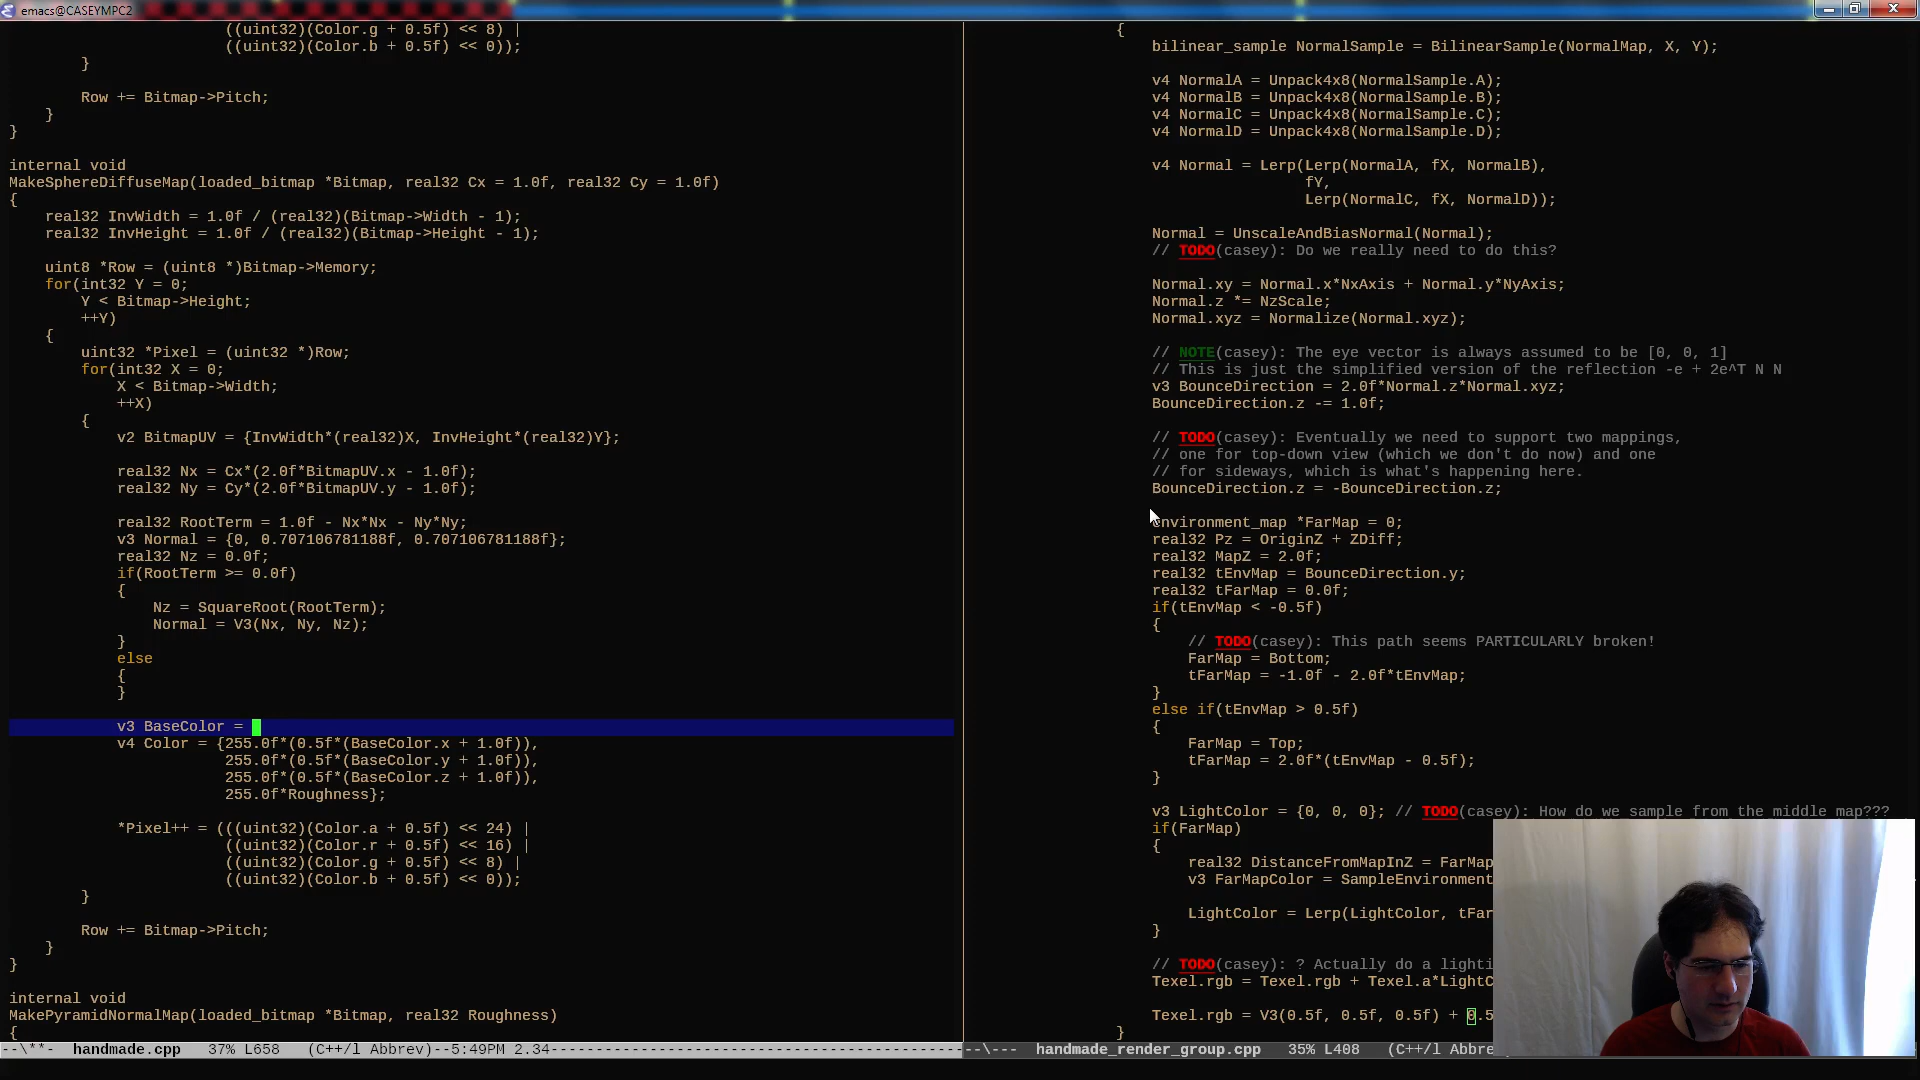 emacs@CASEYMPC2
((uint32)(Color.g + 0.5f) << 8) |
((uint32)(Color.b + 0.5f) << 0));
}
Row += Bitmap->Pitch;
}
}
internal void
MakeSphereDiffuseMap(loaded_bitmap *Bitmap, real32 Cx = 1.0f, real32 Cy = 1.0f)
{
real32 InvWidth = 1.0f / (real32)(Bitmap->Width - 1);
real32 InvHeight = 1.0f / (real32)(Bitmap->Height - 1);
uint8 *Row = (uint8 *)Bitmap->Memory;
for(int32 Y = 0;
Y < Bitmap->Height;
++Y)
{
uint32 *Pixel = (uint32 *)Row;
for(int32 X = 0;
X < Bitmap->Width;
++X)
{
v2 BitmapUV = {InvWidth*(real32)X, InvHeight*(real32)Y};
real32 Nx = Cx*(2.0f*BitmapUV.x - 1.0f);
real32 Ny = Cy*(2.0f*BitmapUV.y - 1.0f);
real32 RootTerm = 1.0f - Nx*Nx - Ny*Ny;
v3 Normal = {0, 0.707106781188f, 0.707106781188f};
real32 Nz = 0.0f;
if(RootTerm >= 0.0f)
{
Nz = SquareRoot(RootTerm);
Normal = V3(Nx, Ny, Nz);
}
else
{
}
v3 BaseColor =
v4 Color = {255.0f*(0.5f*(BaseColor.x + 1.0f)),
255.0f*(0.5f*(BaseColor.y + 1.0f)),
255.0f*(0.5f*(BaseColor.z + 1.0f)),
255.0f*Roughness};
*Pixel++ = (((uint32)(Color.a + 0.5f) << 24) |
((uint32)(Color.r + 0.5f) << 16) |
((uint32)(Color.g + 0.5f) << 8) |
((uint32)(Color.b + 0.5f) << 0));
}
Row += Bitmap->Pitch;
}
}
internal void
MakePyramidNormalMap(loaded_bitmap *Bitmap, real32 Roughness)
{
--\**-  handmade.cpp   37% L658   (C++/l Abbrev)--5:49PM 2.34
{
bilinear_sample NormalSample = BilinearSample(NormalMap, X, Y);
v4 NormalA = Unpack4x8(NormalSample.A);
v4 NormalB = Unpack4x8(NormalSample.B);
v4 NormalC = Unpack4x8(NormalSample.C);
v4 NormalD = Unpack4x8(NormalSample.D);
v4 Normal = Lerp(Lerp(NormalA, fX, NormalB),
fY,
Lerp(NormalC, fX, NormalD));
Normal = UnscaleAndBiasNormal(Normal);
// TODO(casey): Do we really need to do this?
Normal.xy = Normal.x*NxAxis + Normal.y*NyAxis;
Normal.z *= NzScale;
Normal.xyz = Normalize(Normal.xyz);
// NOTE(casey): The eye vector is always assumed to be [0, 0, 1]
// This is just the simplified version of the reflection -e + 2e^T N N
v3 BounceDirection = 2.0f*Normal.z*Normal.xyz;
BounceDirection.z -= 1.0f;
// TODO(casey): Eventually we need to support two mappings,
// one for top-down view (which we don't do now) and one
// for sideways, which is what's happening here.
BounceDirection.z = -BounceDirection.z;
environment_map *FarMap = 0;
real32 Pz = OriginZ + ZDiff;
real32 MapZ = 2.0f;
real32 tEnvMap = BounceDirection.y;
real32 tFarMap = 0.0f;
if(tEnvMap < -0.5f)
{
// TODO(casey): This path seems PARTICULARLY broken!
FarMap = Bottom;
tFarMap = -1.0f - 2.0f*tEnvMap;
}
else if(tEnvMap > 0.5f)
{
FarMap = Top;
tFarMap = 2.0f*(tEnvMap - 0.5f);
}
v3 LightColor = {0, 0, 0}; // TODO(casey): How do we sample from the middle map???
if(FarMap)
{
real32 DistanceFromMapInZ = FarMap
v3 FarMapColor = SampleEnvironment
LightColor = Lerp(LightColor, tFar
}
// TODO(casey): ? Actually do a lighti
Texel.rgb = Texel.rgb + Texel.a*LightC
Texel.rgb = V3(0.5f, 0.5f, 0.5f) + 0.5
}
--\---  handmade_render_group.cpp   35% L408   (C++/l Abbre